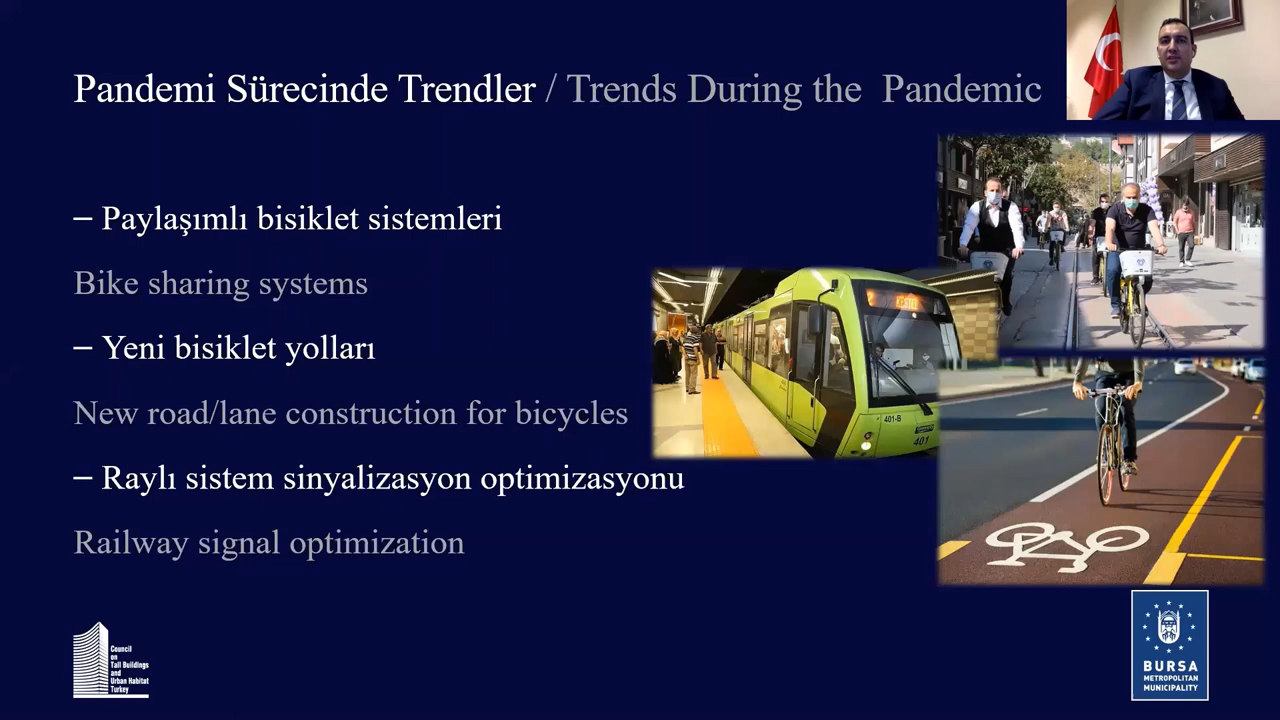 Pandemi Sürecinde Trendler / Trends During the Pandemic
– Paylaşımlı bisiklet sistemleri
Bike sharing systems
– Yeni bisiklet yolları
New road/lane construction for bicycles
– Raylı sistem sinyalizasyon optimizasyonu
Railway signal optimization
401-B
401
Council
on
Tall Buildings
and
Urban Habitat
Turkey
BURSA
METROPOLITAN
MUNICIPALITY